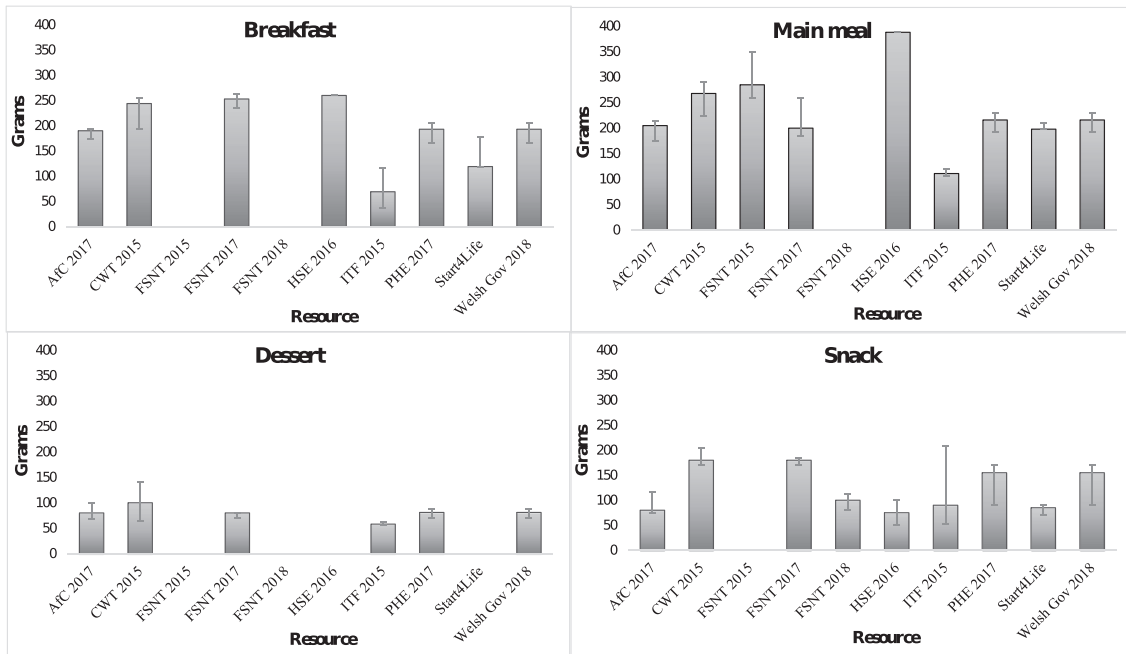 Breakfast
400
350
300
250
200
150
100
50
0
Grams
AfC 2017
CWT 2015
FSNT 2015
FSNT 2017
FSNT 2018
HSE 2016
ITF 2015
PHE 2017
Start4Life
Welsh Gov 2018
Resource
Main meal
400
350
300
250
200
150
100
50
0
Grams
AfC 2017
CWT 2015
FSNT 2015
FSNT 2017
FSNT 2018
HSE 2016
ITF 2015
PHE 2017
Start4Life
Welsh Gov 2018
Resource
Dessert
400
350
300
250
200
150
100
50
0
Grams
AfC 2017
CWT 2015
FSNT 2015
FSNT 2017
FSNT 2018
HSE 2016
ITF 2015
PHE 2017
Start4Life
Welsh Gov 2018
Resource
Snack
400
350
300
250
200
150
100
50
0
Grams
AfC 2017
CWT 2015
FSNT 2015
FSNT 2017
FSNT 2018
HSE 2016
ITF 2015
PHE 2017
Start4Life
Welsh Gov 2018
Resource